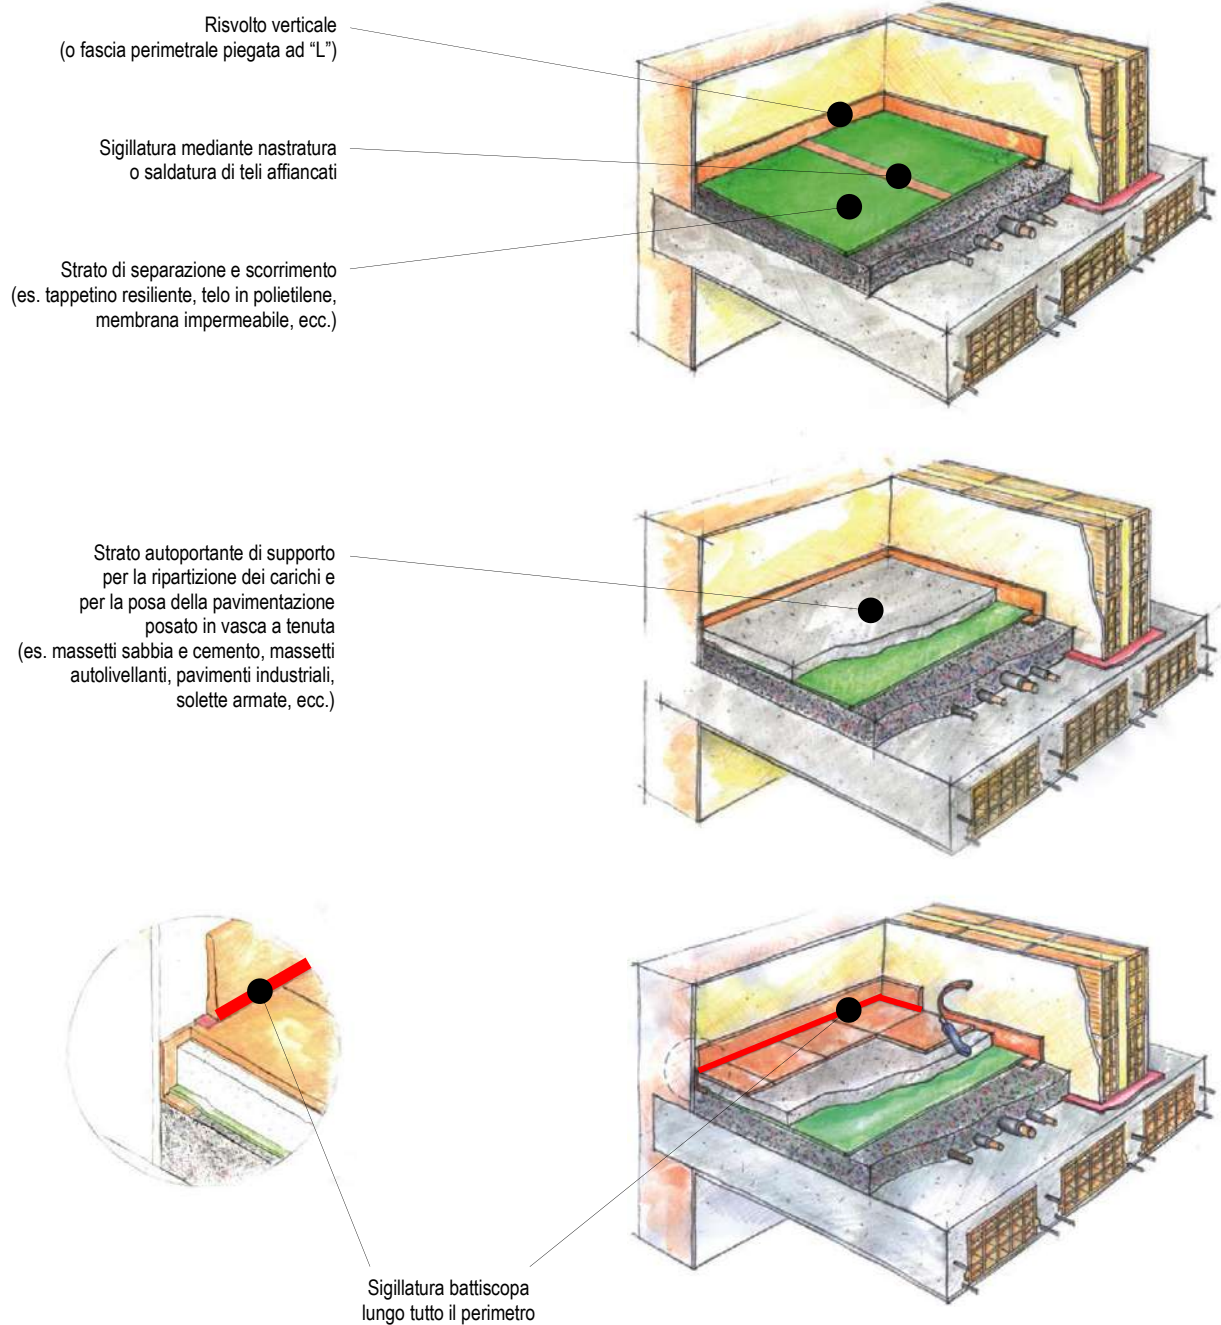 Risvolto verticale
(o fascia perimetrale piegata ad “L”)
Sigillatura mediante nastratura
o saldatura di teli affiancati
Strato di separazione e scorrimento
(es. tappetino resiliente, telo in polietilene,
membrana impermeabile, ecc.)
Strato autoportante di supporto
per la ripartizione dei carichi e
per la posa della pavimentazione
posato in vasca a tenuta
(es. massetti sabbia e cemento, massetti
autolivellanti, pavimenti industriali,
solette armate, ecc.)
Sigillatura battiscopa
lungo tutto il perimetro